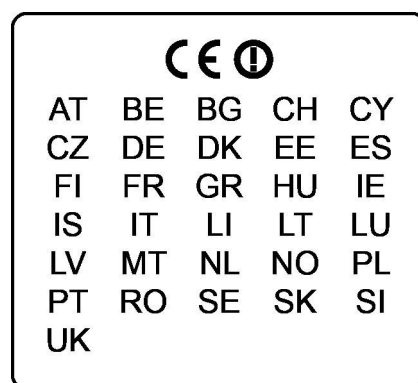 CE
AT BE BG CH CY
CZ DE DK EE ES
FI FR GR HU IE
IS IT LI LT LU
LV MT NL NO PL
PT RO SE SK SI
UK